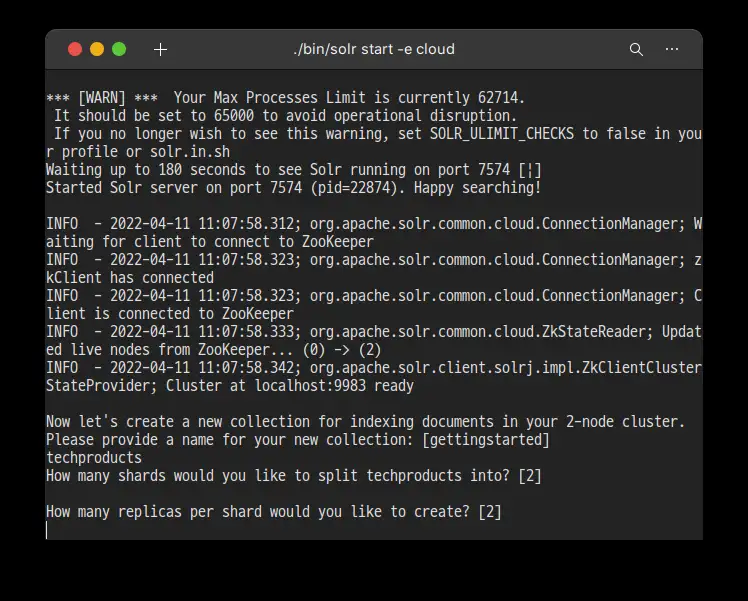 ./bin/solr start -e cloud
*** [WARN] ***  Your Max Processes Limit is currently 62714.
 It should be set to 65000 to avoid operational disruption.
 If you no longer wish to see this warning, set SOLR_ULIMIT_CHECKS to false in you
r profile or solr.in.sh
Waiting up to 180 seconds to see Solr running on port 7574 [¦]
Started Solr server on port 7574 (pid=22874). Happy searching!
INFO  - 2022-04-11 11:07:58.312; org.apache.solr.common.cloud.ConnectionManager; W
aiting for client to connect to ZooKeeper
INFO  - 2022-04-11 11:07:58.323; org.apache.solr.common.cloud.ConnectionManager; z
kClient has connected
INFO  - 2022-04-11 11:07:58.323; org.apache.solr.common.cloud.ConnectionManager; C
lient is connected to ZooKeeper
INFO  - 2022-04-11 11:07:58.333; org.apache.solr.common.cloud.ZkStateReader; Updat
ed live nodes from ZooKeeper... (0) -> (2)
INFO  - 2022-04-11 11:07:58.342; org.apache.solr.client.solrj.impl.ZkClientCluster
StateProvider; Cluster at localhost:9983 ready
Now let's create a new collection for indexing documents in your 2-node cluster.
Please provide a name for your new collection: [gettingstarted]
techproducts
How many shards would you like to split techproducts into? [2]
How many replicas per shard would you like to create? [2]